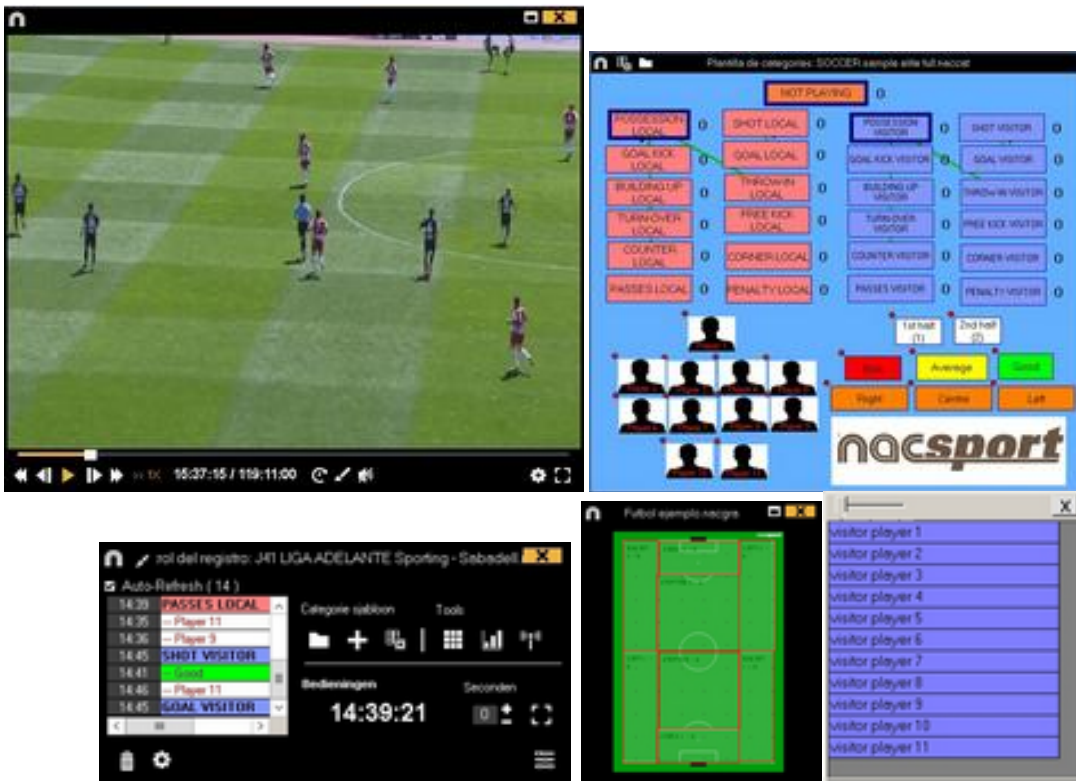 1X 15:37:15 / 119:11:00
Plantilla de categorias: SOCCER sample elite full.naccat
NOT PLAYING 0
POSSESSION LOCAL 0
SHOT LOCAL 0
POSSESSION VISITOR 0
SHOT VISITOR 0
GOAL KICK LOCAL 0
GOAL LOCAL 0
GOAL KICK VISITOR 0
GOAL VISITOR 0
BUILDING UP LOCAL 0
THROW-IN LOCAL 0
BUILDING UP VISITOR 0
THROW-IN VISITOR 0
TURN-OVER LOCAL 0
FREE KICK LOCAL 0
TURN-OVER VISITOR 0
FREE KICK VISITOR 0
COUNTER LOCAL 0
CORNER LOCAL 0
COUNTER VISITOR 0
CORNER VISITOR 0
PASSES LOCAL 0
PENALTY LOCAL 0
PASSES VISITOR 0
PENALTY VISITOR 0
1st half (1)
2nd half (2)
Average
Good
Right
Centre
Left
nacsport
rol del registro: J41 LIGA ADELANTE Sporting - Sabadell
Auto-Refresh ( 14 )
14:39 PASSES LOCAL
14:35 -- Player 11
14:36 -- Player 9
14:45 SHOT VISITOR
14:41 -- Good
14:46 -- Player 11
14:45 GOAL VISITOR
Categorie sjabloon
Tools
Bedieningen
Seconden
14:39:21
0
Futbol ejemplo.nacgra
X
visitor player 1
visitor player 2
visitor player 3
visitor player 4
visitor player 5
visitor player 6
visitor player 7
visitor player 8
visitor player 9
visitor player 10
visitor player 11